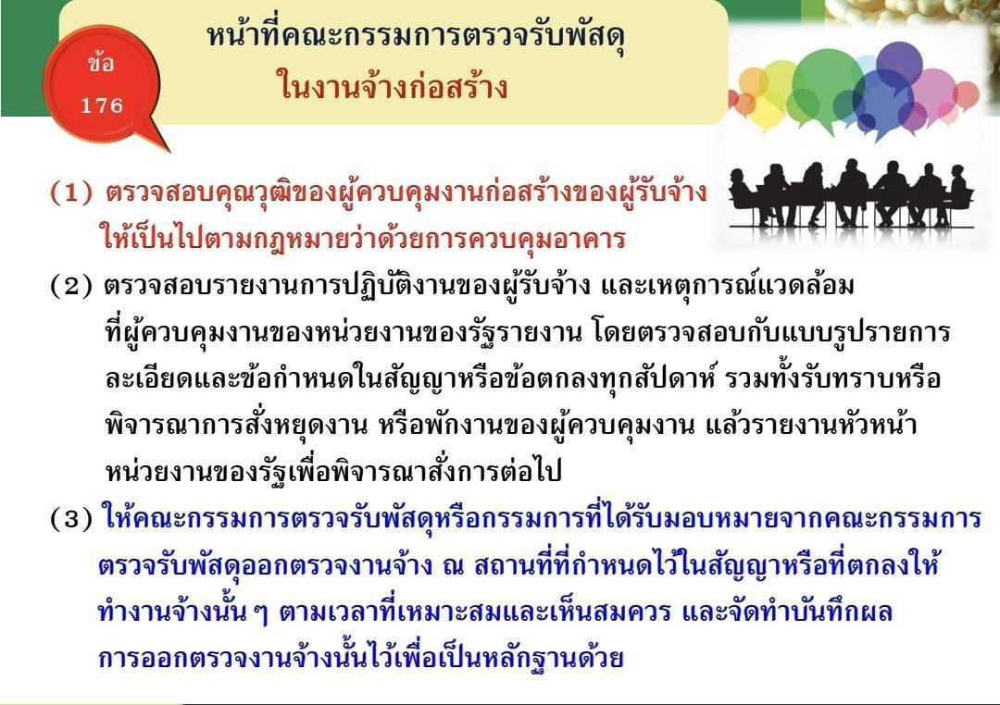 หน้าที่คณะกรรมการตรวจรับพัสดุ
ในงานจ้างก่อสร้าง
ข้อ
176
(1) ตรวจสอบคุณวุฒิของผู้ควบคุมงานก่อสร้างของผู้รับจ้าง
ให้เป็นไปตามกฎหมายว่าด้วยการควบคุมอาคาร
(2) ตรวจสอบรายงานการปฏิบัติงานของผู้รับจ้าง และเหตุการณ์แวดล้อม
ที่ผู้ควบคุมงานของหน่วยงานของรัฐรายงาน โดยตรวจสอบกับแบบรูปรายการ
ละเอียดและข้อกำหนดในสัญญาหรือข้อตกลงทุกสัปดาห์ รวมทั้งรับทราบหรือ
พิจารณาการสั่งหยุดงาน หรือพักงานของผู้ควบคุมงาน แล้วรายงานหัวหน้า
หน่วยงานของรัฐเพื่อพิจารณาสั่งการต่อไป
(3) ให้คณะกรรมการตรวจรับพัสดุหรือกรรมการที่ได้รับมอบหมายจากคณะกรรมการ
ตรวจรับพัสดุออกตรวจงานจ้าง ณ สถานที่ที่กำหนดไว้ในสัญญาหรือที่ตกลงให้
ทำงานจ้างนั้น ๆ ตามเวลาที่เหมาะสมและเห็นสมควร และจัดทำบันทึกผล
การออกตรวจงานจ้างนั้นไว้เพื่อเป็นหลักฐานด้วย